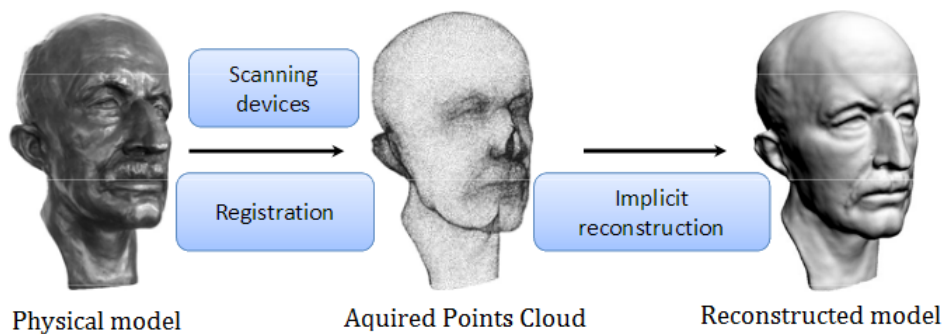 Scanning
devices
Registration
Implicit
reconstruction
Physical model
Aquired Points Cloud
Reconstructed model